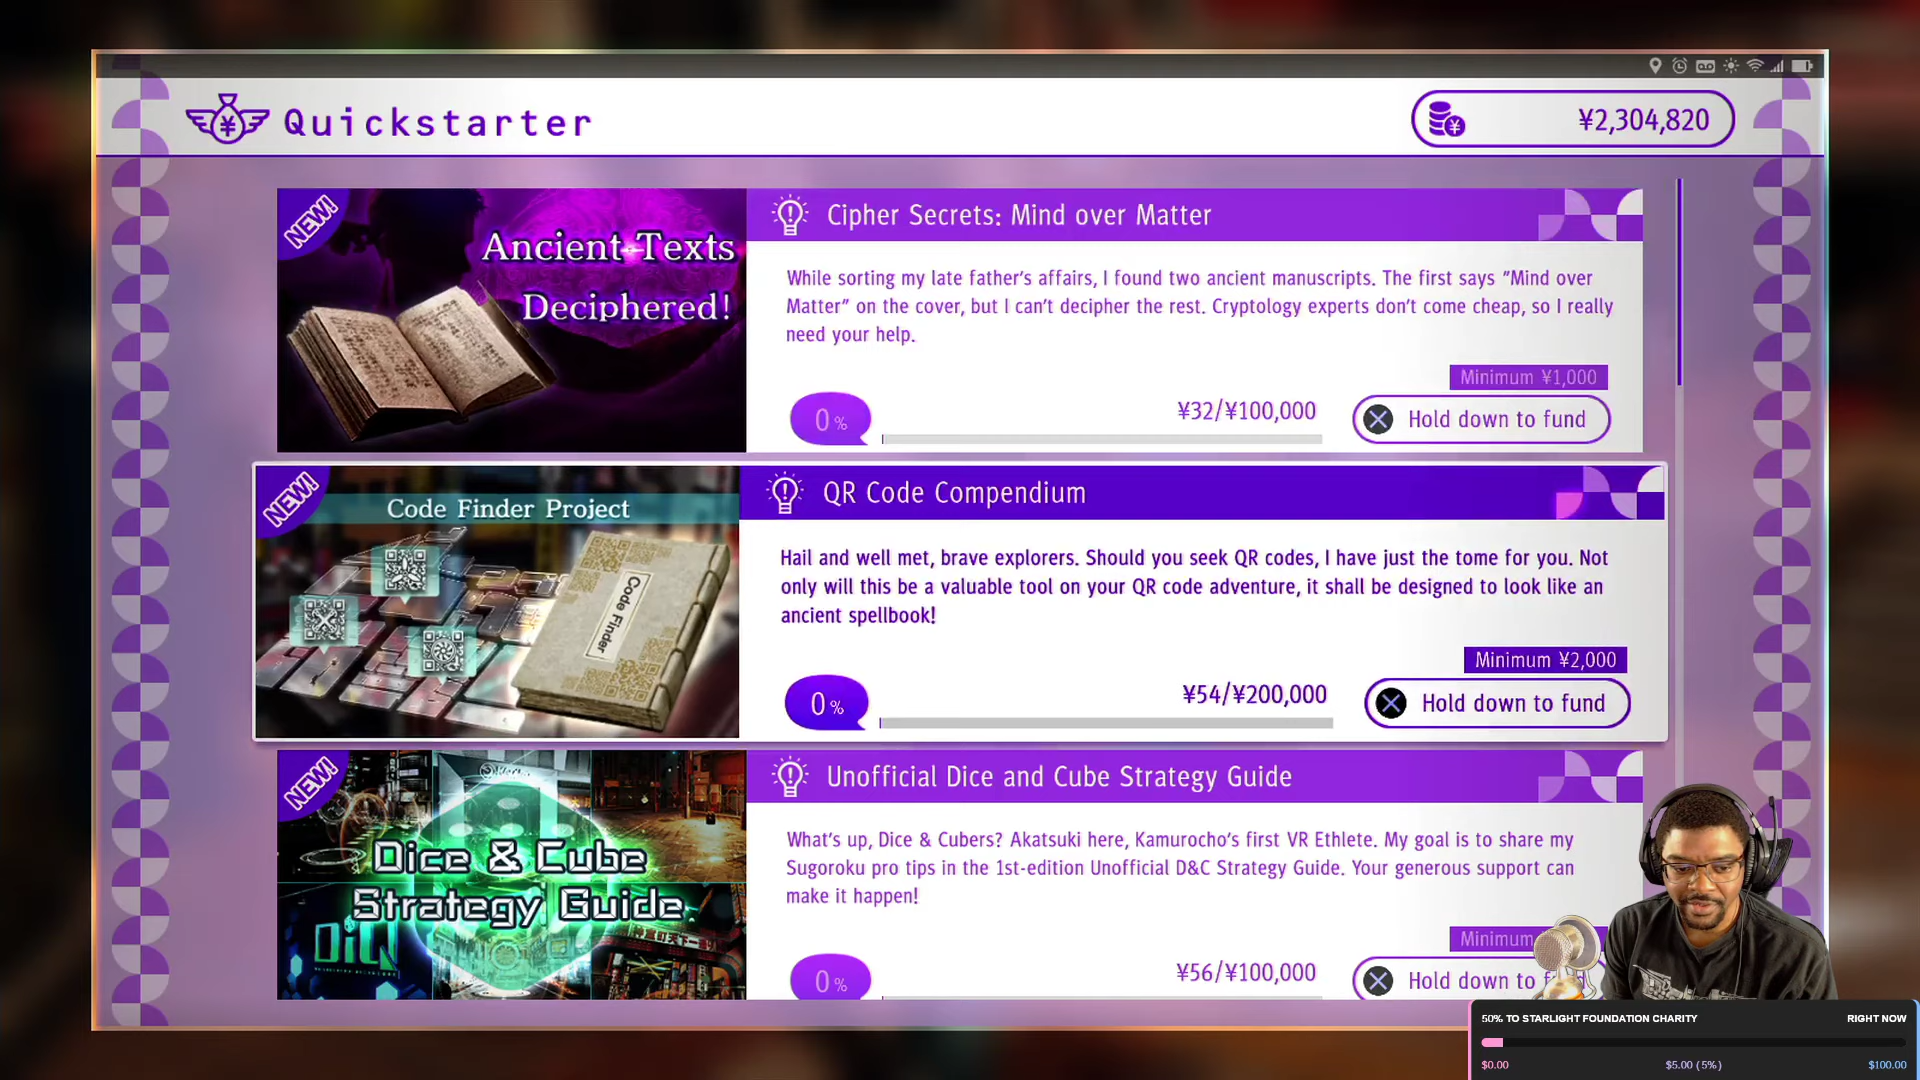 Quickstarter
¥2,304,820
NEW!
Ancient Texts
Deciphered!
Cipher Secrets: Mind over Matter
While sorting my late father's affairs, I found two ancient manuscripts. The first says "Mind over
Matter" on the cover, but I can't decipher the rest. Cryptology experts don't come cheap, so I really
need your help.
Minimum ¥1,000
0%
¥32/¥100,000
Hold down to fund
NEW!
Code Finder Project
Code Finder
QR Code Compendium
Hail and well met, brave explorers. Should you seek QR codes, I have just the tome for you. Not
only will this be a valuable tool on your QR code adventure, it shall be designed to look like an
ancient spellbook!
Minimum ¥2,000
0%
¥54/¥200,000
Hold down to fund
NEW!
Dice & Cube
Strategy Guide
Unofficial Dice and Cube Strategy Guide
What's up, Dice & Cubers? Akatsuki here, Kamurocho's first VR Ethlete. My goal is to share my
Sugoroku pro tips in the 1st-edition Unofficial D&C Strategy Guide. Your generous support can
make it happen!
Minimum
0%
¥56/¥100,000
Hold down to
50% TO STARLIGHT FOUNDATION CHARITY
RIGHT NOW
$0.00
$5.00 (5%)
$100.00